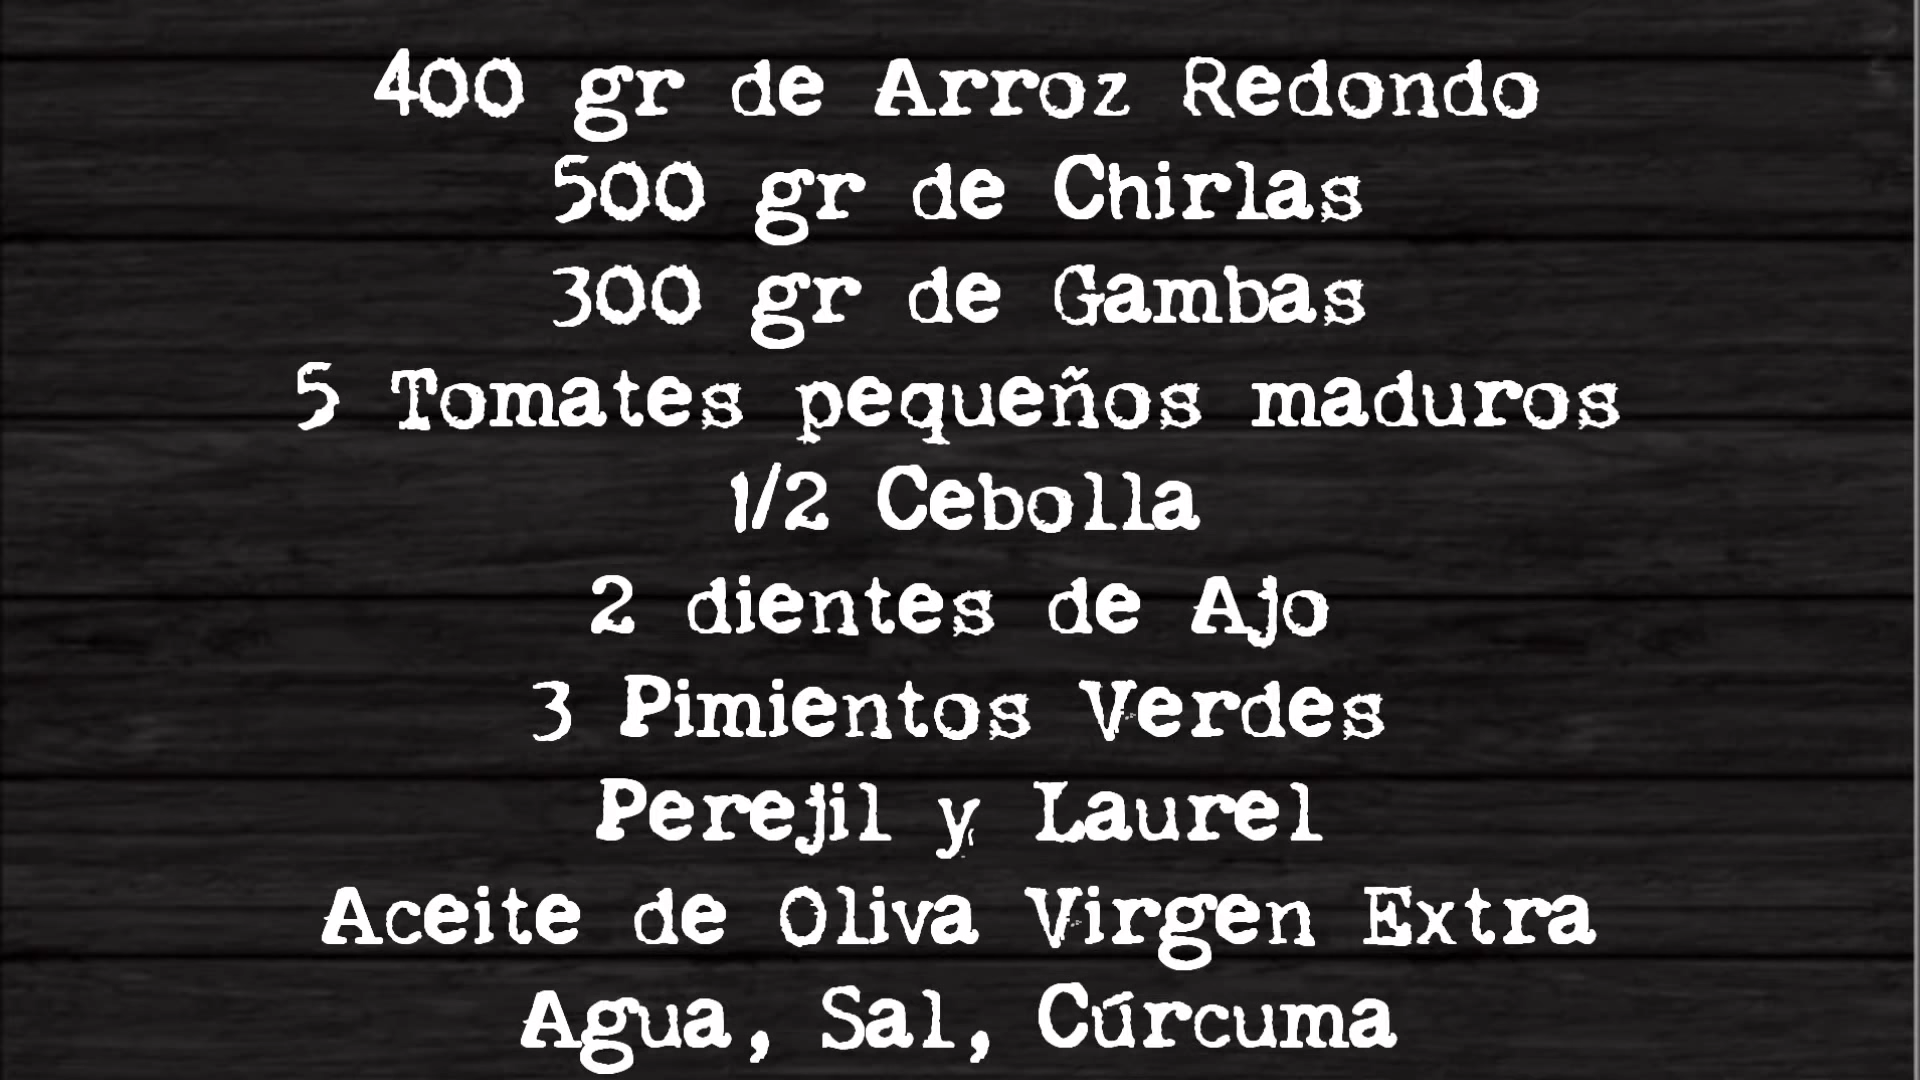 400 gr de Arroz Redondo
500 gr de Chirlas
300 gr de Gambas
5 Tomates pequeños maduros
1/2 Cebolla
2 dientes de Ajo
3 Pimientos Verdes
Perejil y Laurel
Aceite de Oliva Virgen Extra
Agua, Sal, Cúrcuma